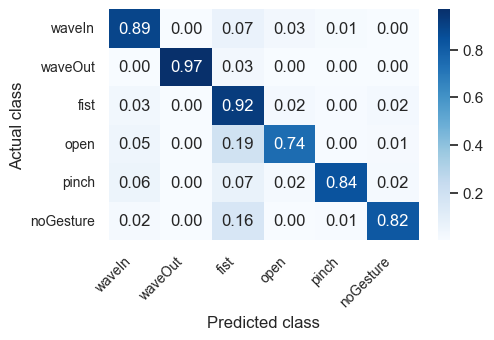 waveIn 0.89 0.00 0.07 0.03 0.01 0.00
waveOut 0.00 0.97 0.03 0.00 0.00 0.00
fist 0.03 0.00 0.92 0.02 0.00 0.02
open 0.05 0.00 0.19 0.74 0.00 0.01
pinch 0.06 0.00 0.07 0.02 0.84 0.02
noGesture 0.02 0.00 0.16 0.00 0.01 0.82
waveIn waveOut fist open pinch noGesture
Predicted class
Actual class
0.8
0.6
0.4
0.2